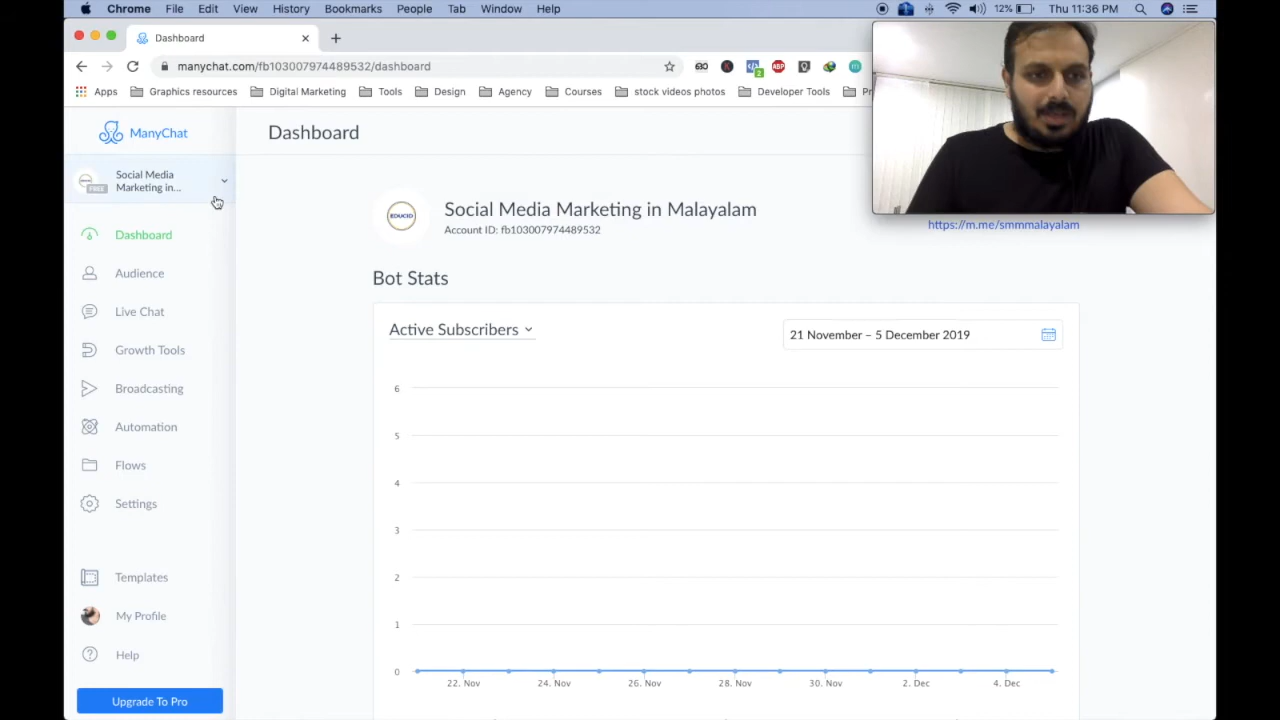 Chrome File Edit View History Bookmarks People Tab Window Help 12% Thu 11:36 PM
Dashboard
manychat.com/fb103007974489532/dashboard
Apps Graphics resources Digital Marketing Tools Design Agency Courses stock videos photos Developer Tools Pr
ManyChat
Dashboard
Social Media
Marketing in...
FREE
Dashboard
Audience
Live Chat
Growth Tools
Broadcasting
Automation
Flows
Settings
Templates
My Profile
Help
Upgrade To Pro
EDUCID
Social Media Marketing in Malayalam
Account ID: fb103007974489532
https://m.me/smmmalayalam
Bot Stats
Active Subscribers
21 November – 5 December 2019
6
5
4
3
2
1
0
22. Nov 24. Nov 26. Nov 28. Nov 30. Nov 2. Dec 4. Dec